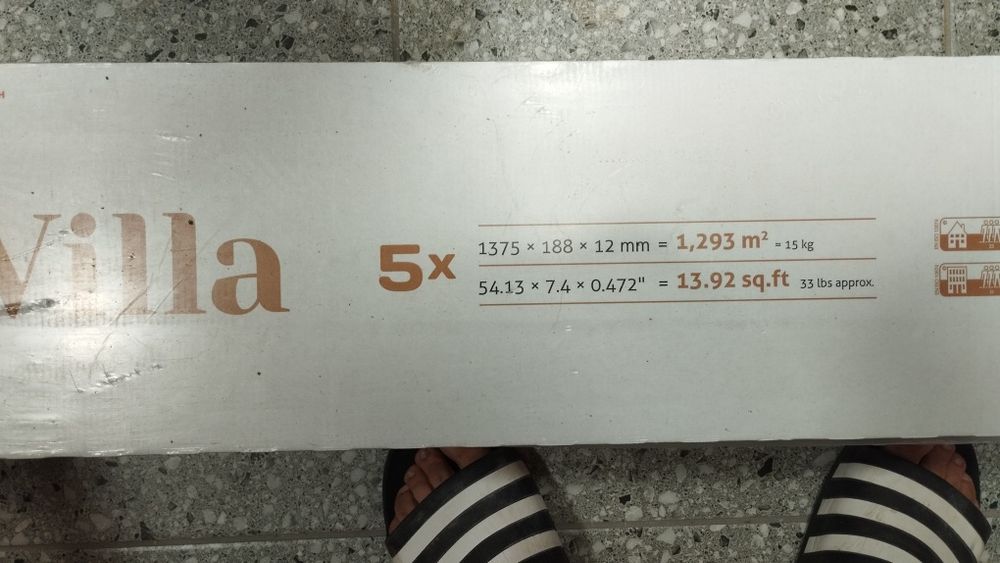 Villa
5x
1375 × 188 × 12 mm = 1,293 m² = 15 kg
54.13 × 7.4 × 0.472" = 13.92 sq.ft 33 lbs approx.